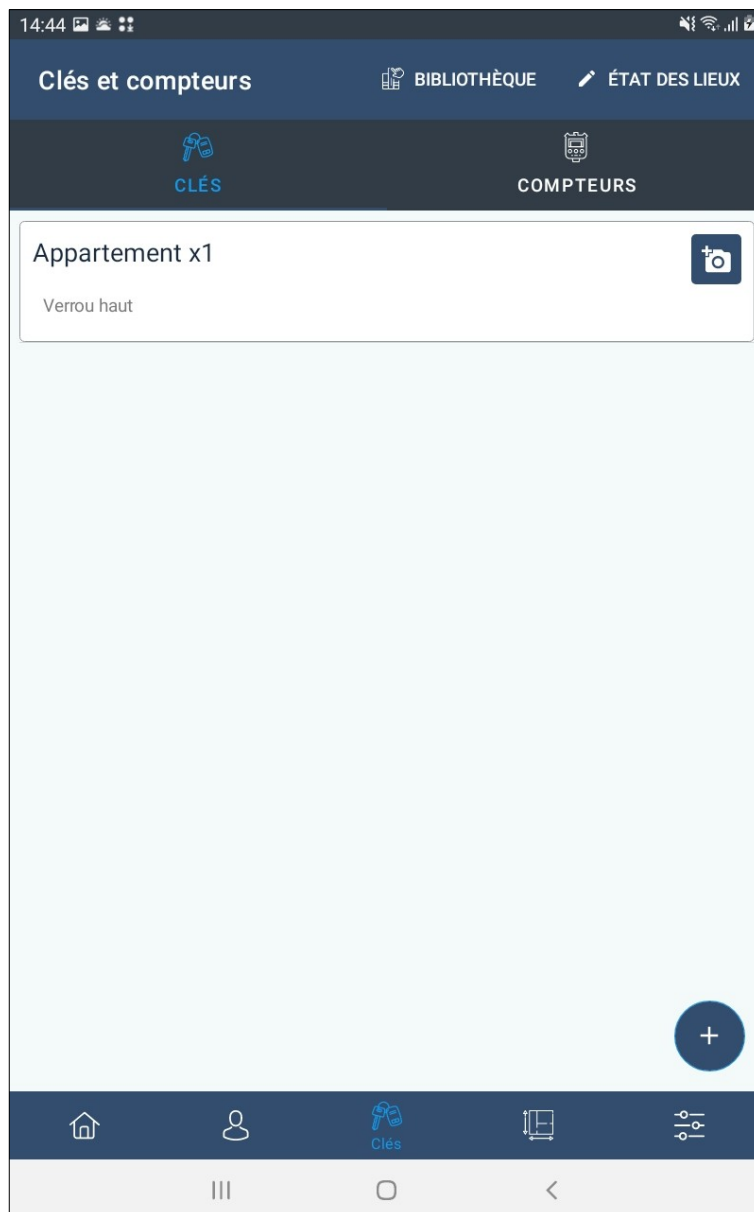 14:44
Clés et compteurs
BIBLIOTHÈQUE
ÉTAT DES LIEUX
CLÉS
COMPTEURS
Appartement x1
Verrou haut
Clés